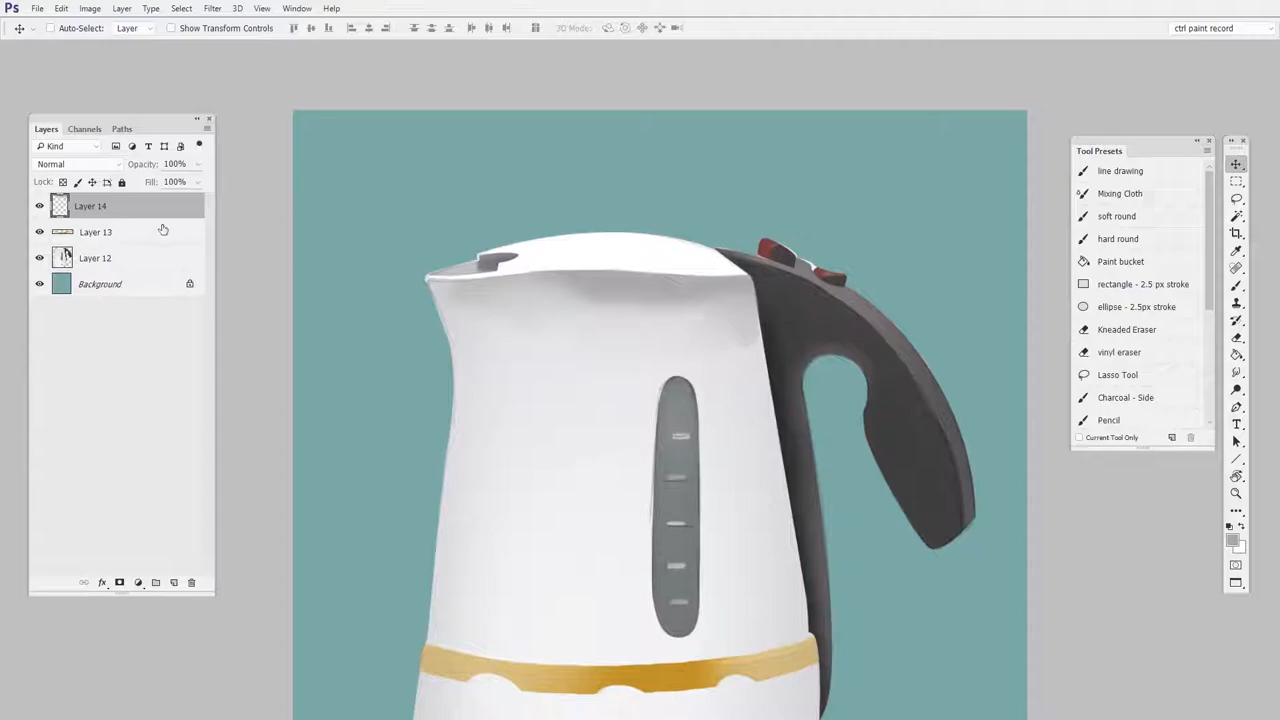 Ps File Edit Image Layer Type Select Filter 3D View Window Help
Auto-Select: Layer Show Transform Controls 3D Mode: ctrl paint record
Layers Channels Paths
Kind
Normal Opacity: 100%
Lock: Fill: 100%
Layer 14
Layer 13
Layer 12
Background
Tool Presets
line drawing
Mixing Cloth
soft round
hard round
Paint bucket
rectangle - 2.5 px stroke
ellipse - 2.5px stroke
Kneaded Eraser
vinyl eraser
Lasso Tool
Charcoal - Side
Pencil
Current Tool Only